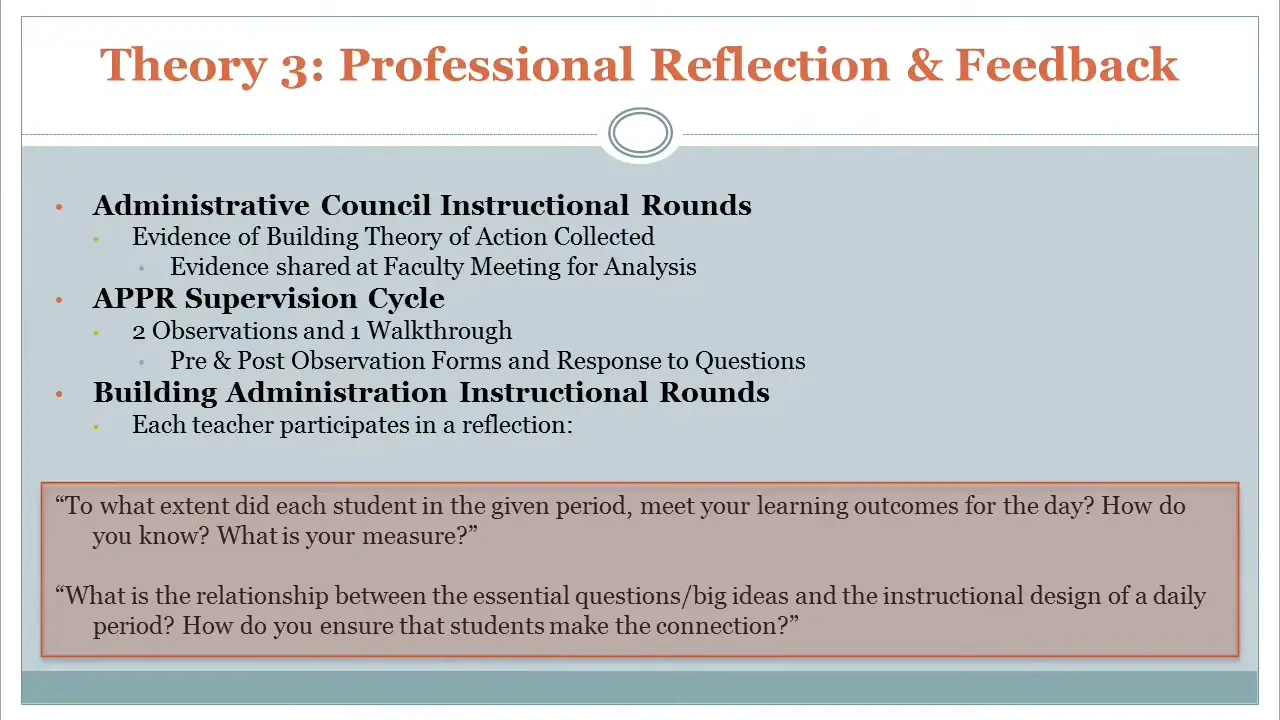 Theory 3: Professional Reflection & Feedback
• Administrative Council Instructional Rounds
• Evidence of Building Theory of Action Collected
• Evidence shared at Faculty Meeting for Analysis
• APPR Supervision Cycle
• 2 Observations and 1 Walkthrough
• Pre & Post Observation Forms and Response to Questions
• Building Administration Instructional Rounds
• Each teacher participates in a reflection:
“To what extent did each student in the given period, meet your learning outcomes for the day? How do
you know? What is your measure?”
“What is the relationship between the essential questions/big ideas and the instructional design of a daily
period? How do you ensure that students make the connection?”